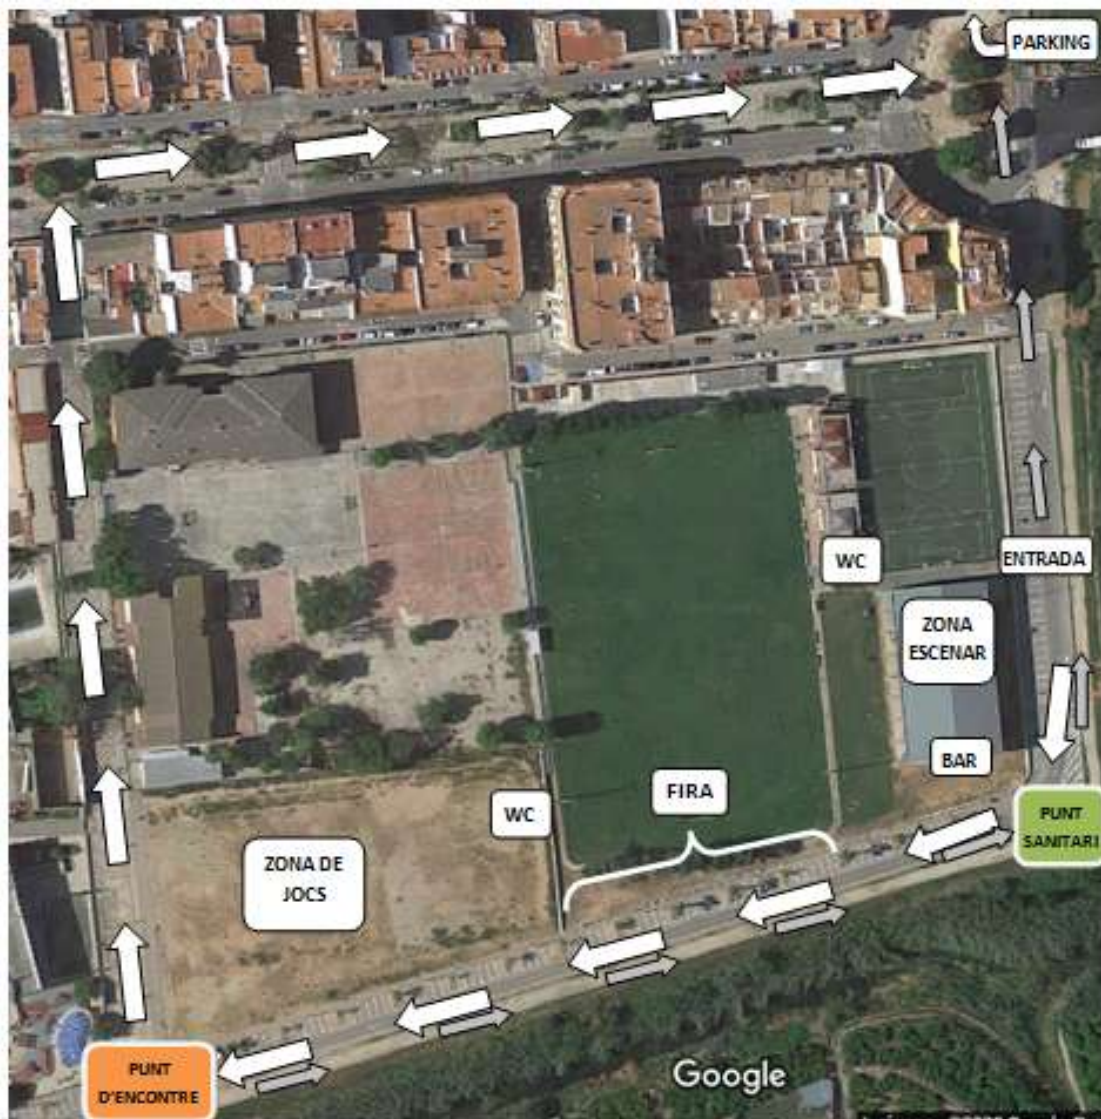 PARKING
WC
ENTRADA
ZONA
ESCENAR
BAR
FIRA
WC
PUNT
SANITARI
ZONA DE
JOCS
PUNT
D'ENCONTRE
Google